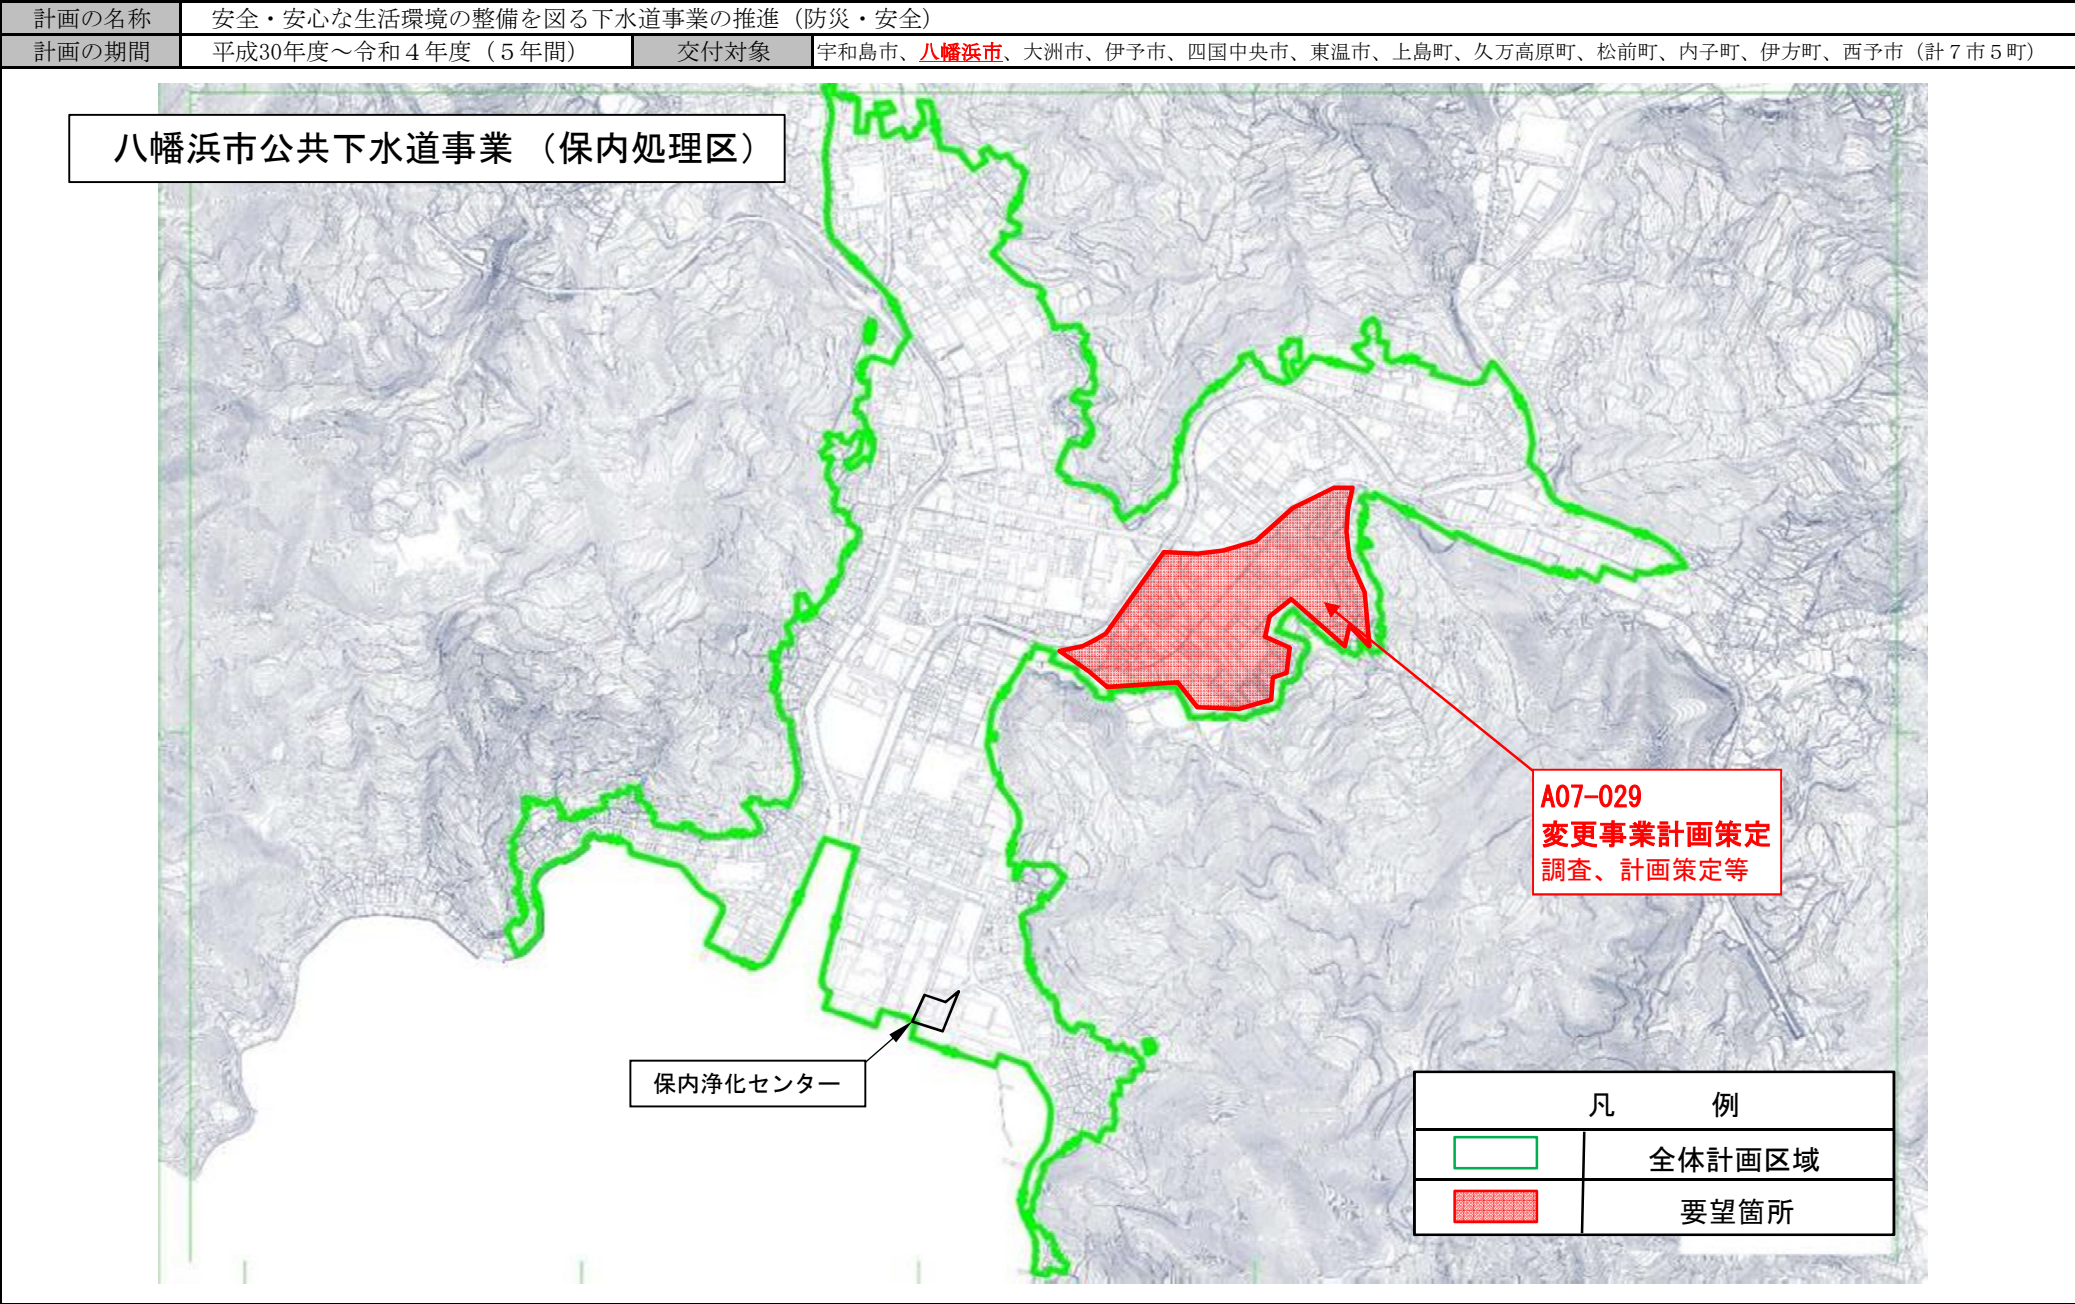 計画の名称 安全・安心な生活環境の整備を図る下水道事業の推進（防災・安全）
計画の期間 平成30年度～令和４年度（５年間） 交付対象 宇和島市、八幡浜市、大洲市、伊予市、四国中央市、東温市、上島町、久万高原町、松前町、内子町、伊方町、西予市（計７市５町）
八幡浜市公共下水道事業 （保内処理区）
A07-029
変更事業計画策定
調査、計画策定等
保内浄化センター
凡 例
全体計画区域
要望箇所